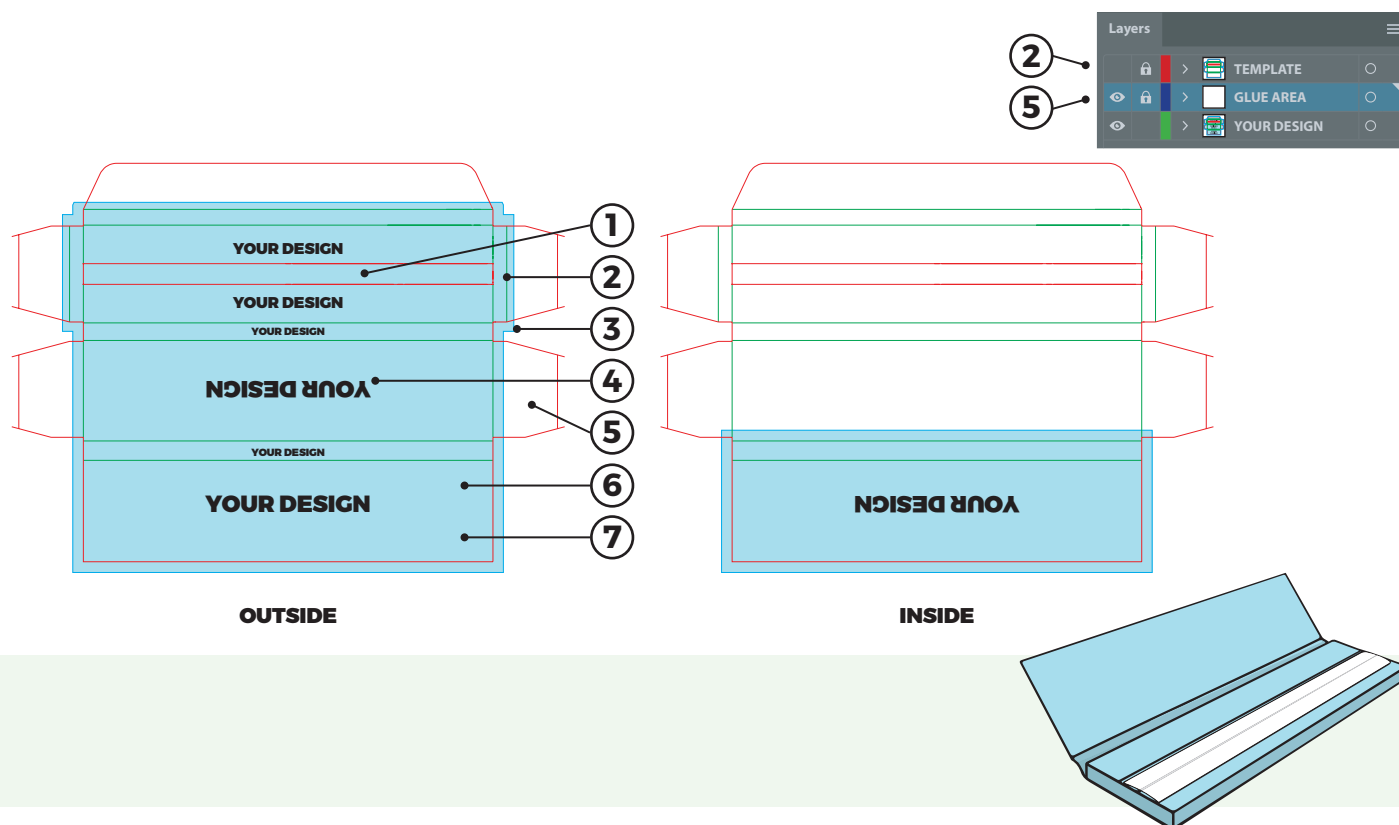 Layers
2
TEMPLATE
5
GLUE AREA
YOUR DESIGN
YOUR DESIGN
1
2
YOUR DESIGN
YOUR DESIGN
3
YOUR DESIGN
4
5
YOUR DESIGN
YOUR DESIGN
6
YOUR DESIGN
7
OUTSIDE
INSIDE